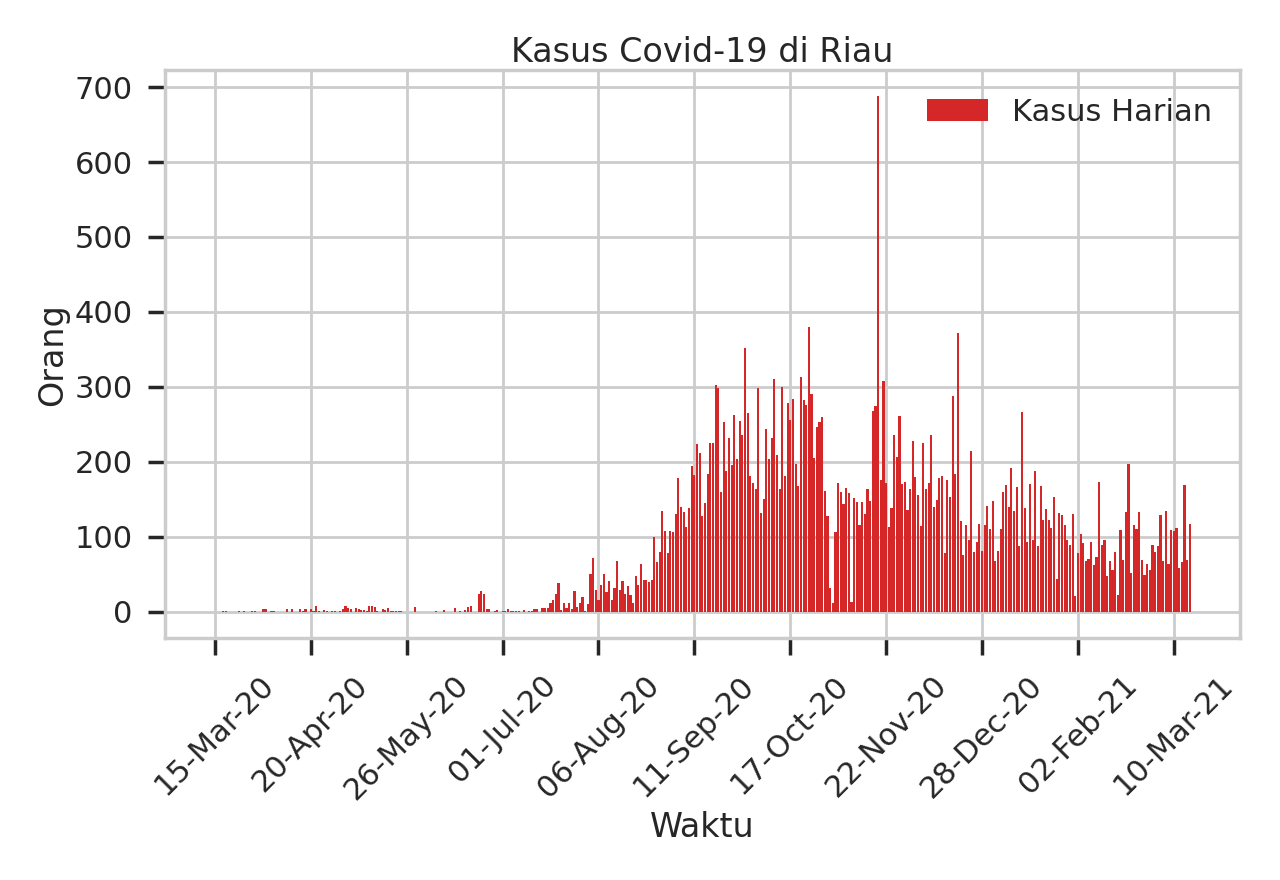 Kasus Covid-19 di Riau
Kasus Harian
Orang
700
600
500
400
300
200
100
0
15-Mar-20
20-Apr-20
26-May-20
01-Jul-20
06-Aug-20
11-Sep-20
17-Oct-20
22-Nov-20
28-Dec-20
02-Feb-21
10-Mar-21
Waktu